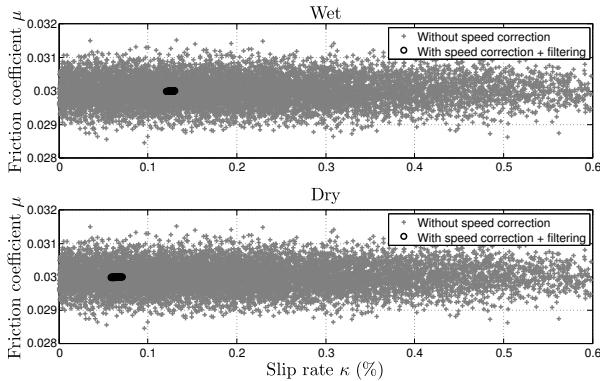 Wet
Friction coefficient μ
0.032
0.031
0.03
0.029
0.028
Without speed correction
With speed correction + filtering
0 0.1 0.2 0.3 0.4 0.5 0.6
Dry
Friction coefficient μ
0.032
0.031
0.03
0.029
0.028
Without speed correction
With speed correction + filtering
0 0.1 0.2 0.3 0.4 0.5 0.6
Slip rate κ (%)